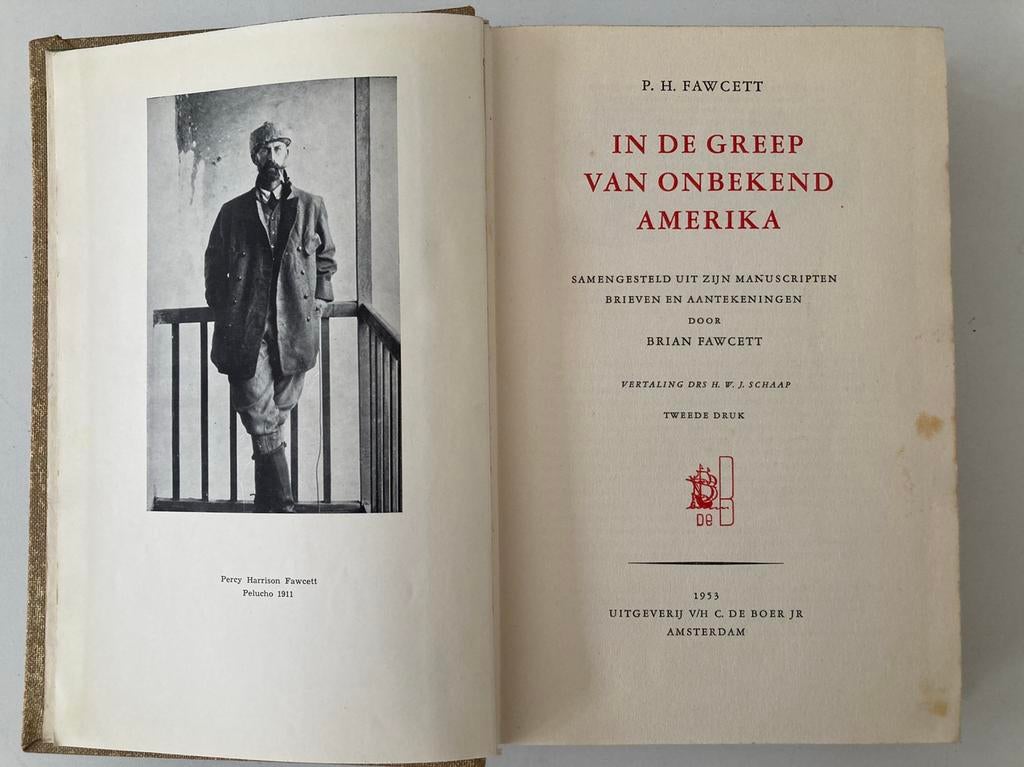 Percy Harrison Fawcett
Pelucho 1911
P. H. FAWCETT
IN DE GREEP
VAN ONBEKEND
AMERIKA
SAMENGESTELD UIT ZIJN MANUSCRIPTEN
BRIEVEN EN AANTEKENINGEN
DOOR
BRIAN FAWCETT
VERTALING DRS H. W. J. SCHAAP
TWEEDE DRUK
B
DE
1953
UITGEVERIJ V/H C. DE BOER JR
AMSTERDAM